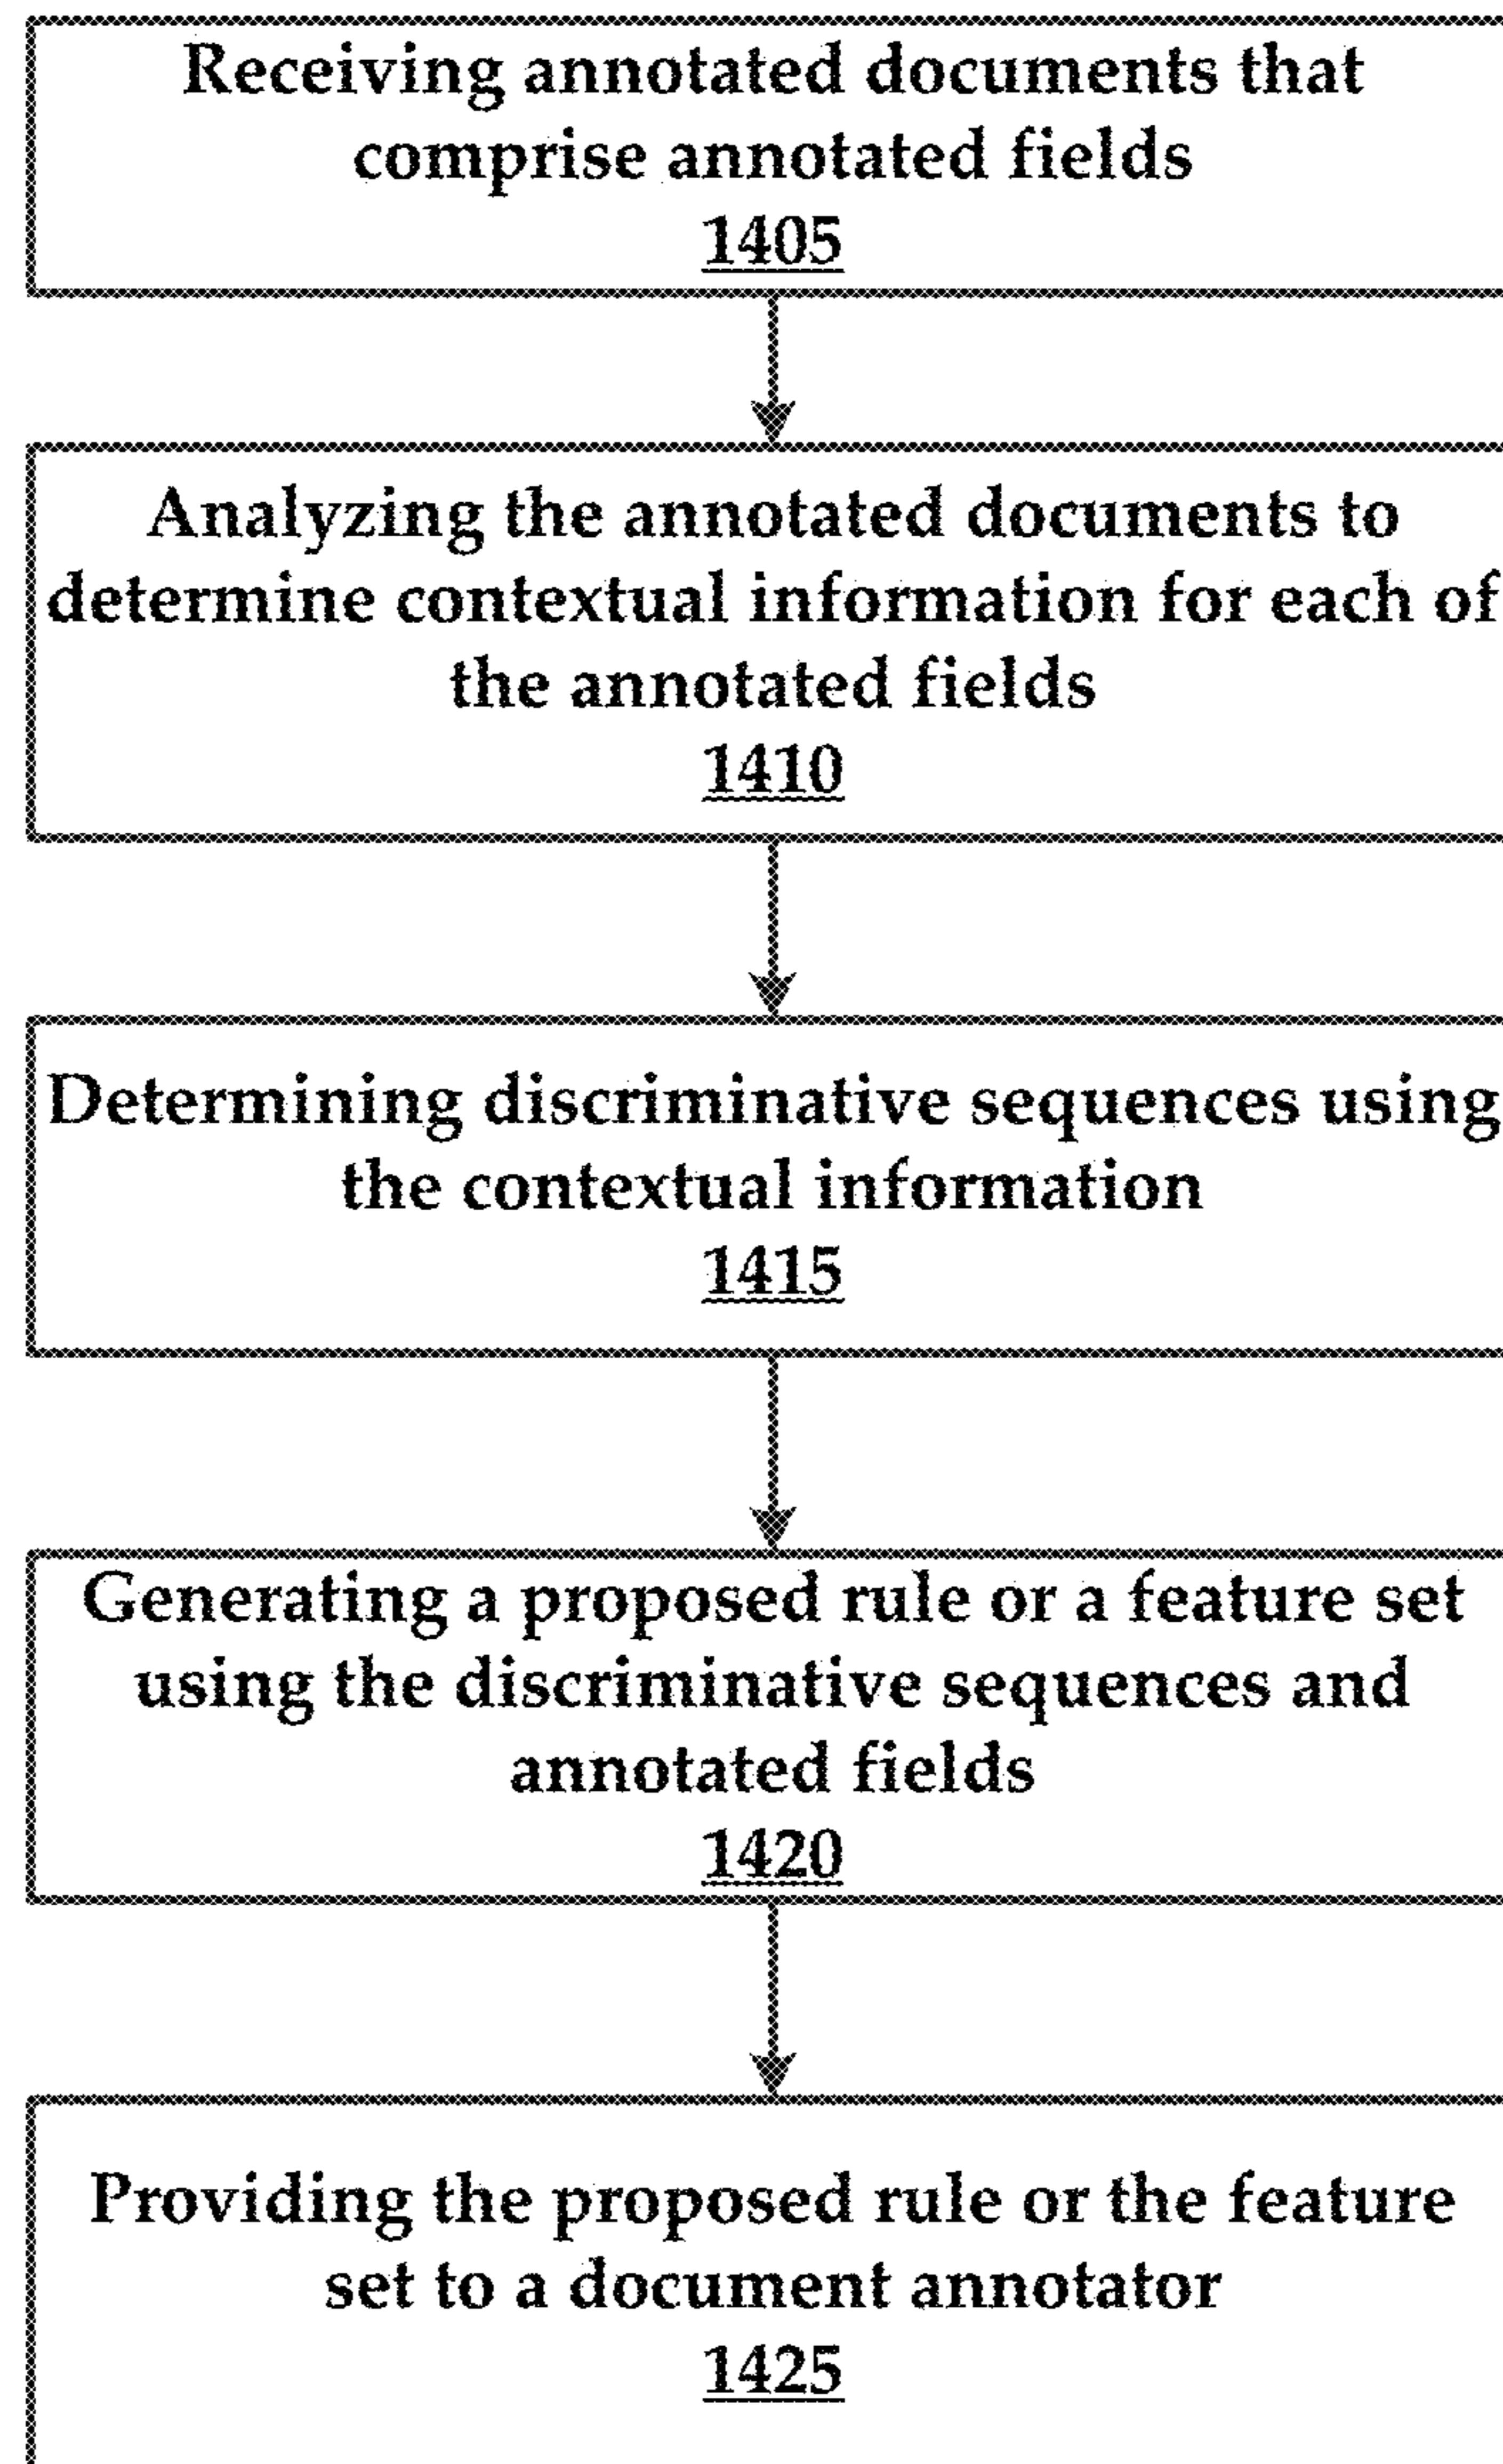 Receiving annotated documents that
comprise annotated fields
1405
Analyzing the annotated documents to
determine contextual information for each of
the annotated fields
1410
Determining discriminative sequences using
the contextual information
1415
Generating a proposed rule or a feature set
using the discriminative sequences and
annotated fields
1420
Providing the proposed rule or the feature
set to a document annotator
1425